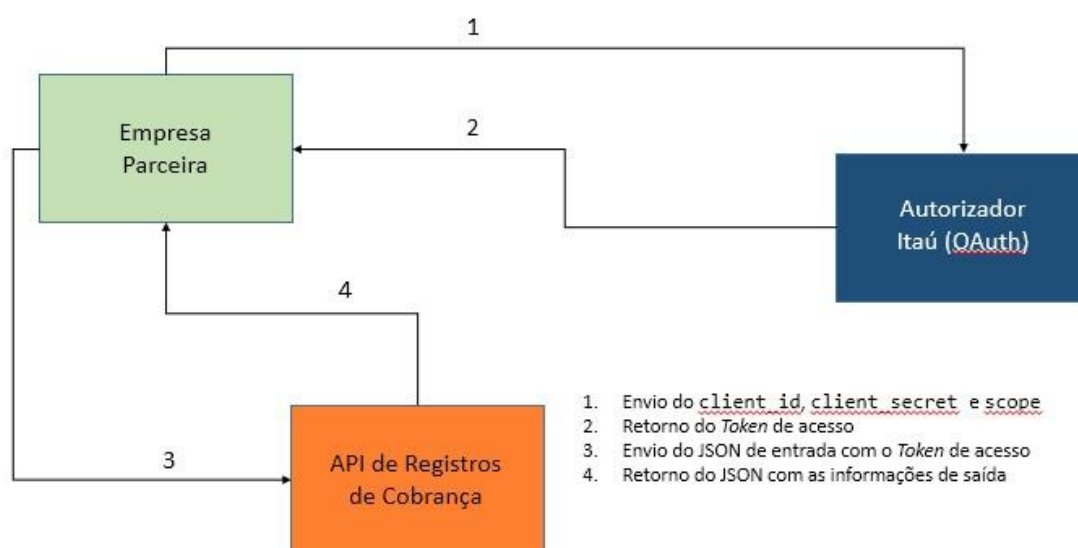 1
Empresa
Parceira
2
Autorizador
Itaú (OAuth)
4
3
API de Registros
de Cobrança
1. Envio do client_id, client_secret e scope
2. Retorno do Token de acesso
3. Envio do JSON de entrada com o Token de acesso
4. Retorno do JSON com as informações de saída